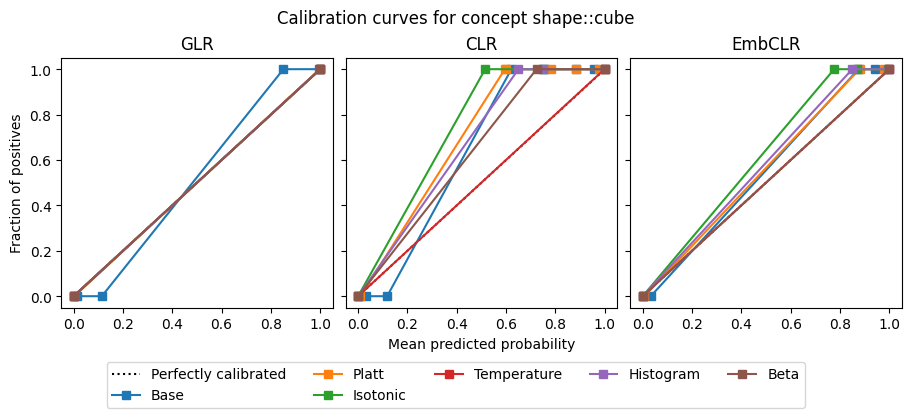 Calibration curves for concept shape::cube
GLR
CLR
EmbCLR
Fraction of positives
1.0
0.8
0.6
0.4
0.2
0.0
0.0 0.2 0.4 0.6 0.8 1.0
0.0 0.2 0.4 0.6 0.8 1.0
0.0 0.2 0.4 0.6 0.8 1.0
Mean predicted probability
Perfectly calibrated
Base
Platt
Isotonic
Temperature
Histogram
Beta